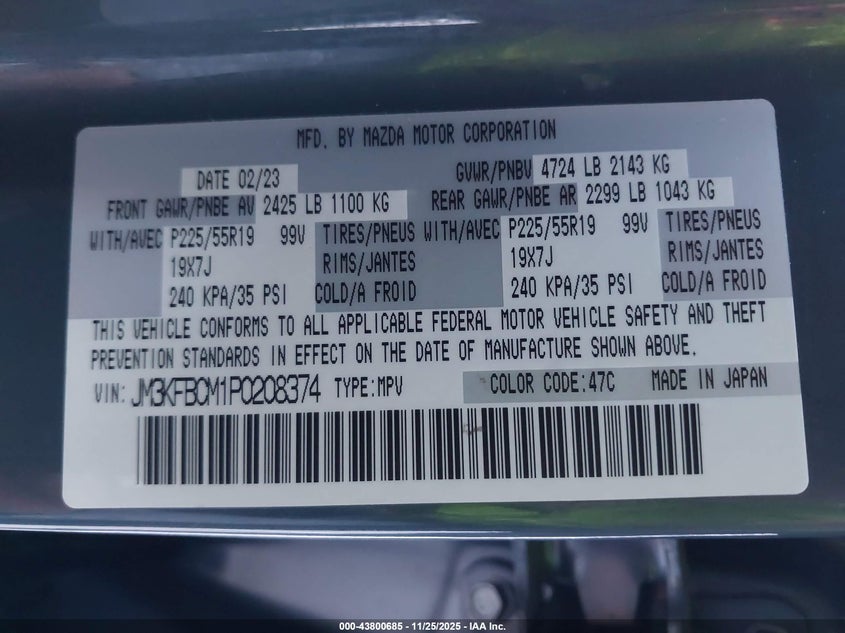 MFD. BY MAZDA MOTOR CORPORATION
DATE 02/23 GVWR/PNBV 4724 LB 2143 KG
FRONT GAWR/PNBE AV 2425 LB 1100 KG REAR GAWR/PNBE AR 2299 LB 1043 KG
WITH/AVEC P225/55R19 99V TIRES/PNEUS WITH/AVEC P225/55R19 99V TIRES/PNEUS
19X7J RIMS/JANTES 19X7J RIMS/JANTES
240 KPA/35 PSI COLD/A FROID 240 KPA/35 PSI COLD/A FROID
THIS VEHICLE CONFORMS TO ALL APPLICABLE FEDERAL MOTOR VEHICLE SAFETY AND THEFT
PREVENTION STANDARDS IN EFFECT ON THE DATE OF MANUFACTURE SHOWN ABOVE.
VIN: JM3KFBCM1P0208374 TYPE:MPV COLOR CODE:47C MADE IN JAPAN
000-43800685 - 11/25/2025 - IAA Inc.